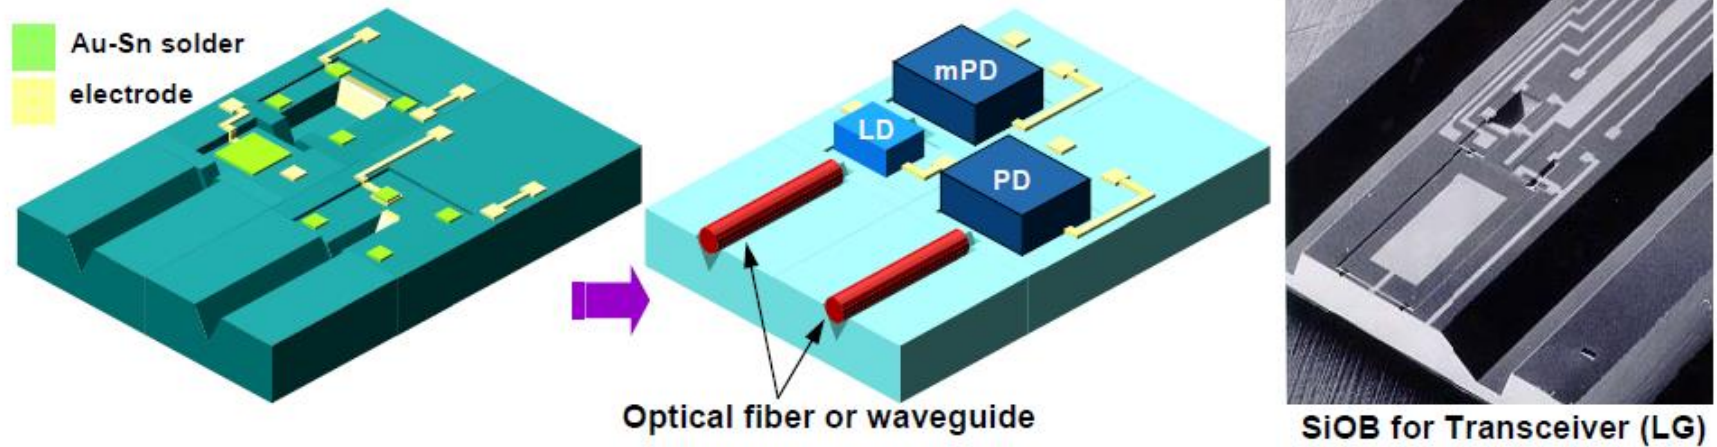 Au-Sn solder
electrode
mPD
LD
PD
Optical fiber or waveguide
SiOB for Transceiver (LG)